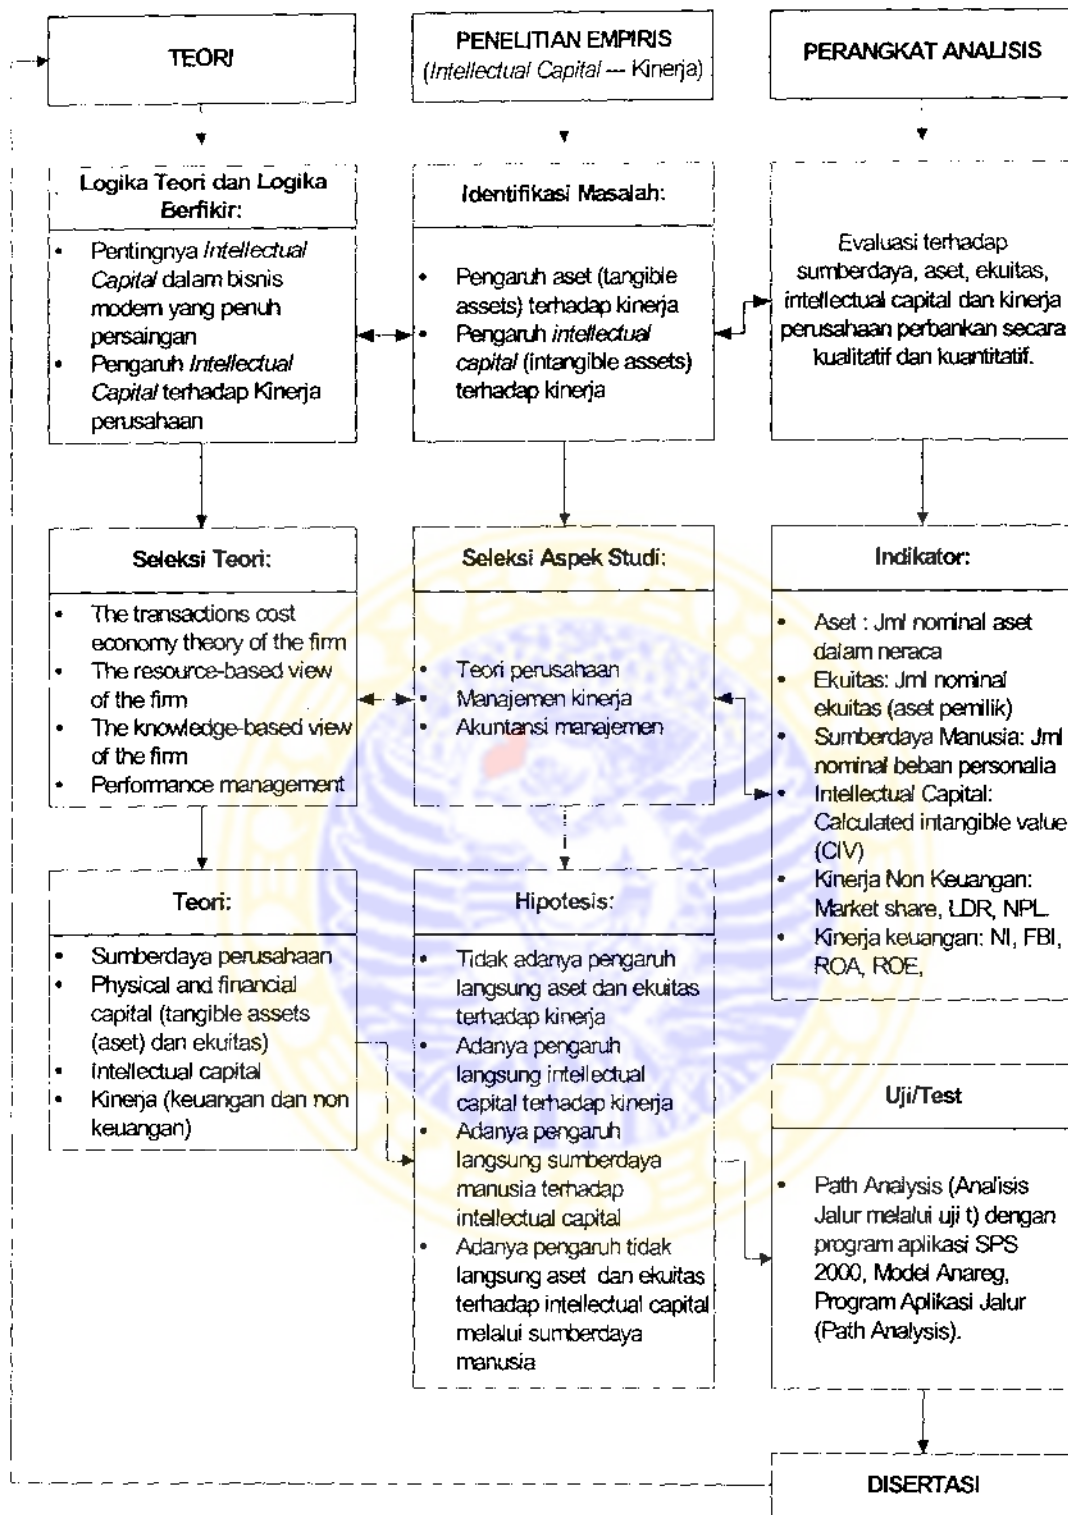 TEORI
PENELITIAN EMPIRIS
(Intellectual Capital --- Kinerja)
PERANGKAT ANALISIS
Logika Teori dan Logika
Berfikir:
• Pentingnya Intellectual
Capital dalam bisnis
modern yang penuh
persaingan
• Pengaruh Intellectual
Capital terhadap Kinerja
perusahaan
Identifikasi Masalah:
• Pengaruh aset (tangible
assets) terhadap kinerja
• Pengaruh intellectual
capital (intangible assets)
terhadap kinerja
Evaluasi terhadap
sumberdaya, aset, ekuitas,
intellectual capital dan kinerja
perusahaan perbankan secara
kualitatif dan kuantitatif.
Seleksi Teori:
• The transactions cost
economy theory of the firm
• The resource-based view
of the firm
• The knowledge-based view
of the firm
• Performance management
Seleksi Aspek Studi:
• Teori perusahaan
• Manajemen kinerja
• Akuntansi manajemen
Indikator:
• Aset : Jml nominal aset
dalam neraca
• Ekuitas: Jml nominal
ekuitas (aset pemilik)
• Sumberdaya Manusia: Jml
nominal beban personalia
• Intellectual Capital:
Calculated intangible value
(CIV)
• Kinerja Non Keuangan:
Market share, LDR, NPL.
• Kinerja keuangan: NI, FBI,
ROA, ROE,
Teori:
• Sumberdaya perusahaan
• Physical and financial
capital (tangible assets
(aset) dan ekuitas)
• Intellectual capital
• Kinerja (keuangan dan non
keuangan)
Hipotesis:
• Tidak adanya pengaruh
langsung aset dan ekuitas
terhadap kinerja
• Adanya pengaruh
langsung intellectual
capital terhadap kinerja
• Adanya pengaruh
langsung sumberdaya
manusia terhadap
intellectual capital
• Adanya pengaruh tidak
langsung aset dan ekuitas
terhadap intellectual capital
melalui sumberdaya
manusia
Uji/Test
• Path Analysis (Analisis
Jalur melalui uji t) dengan
program aplikasi SPS
2000, Model Anareg,
Program Aplikasi Jalur
(Path Analysis).
DISERTASI